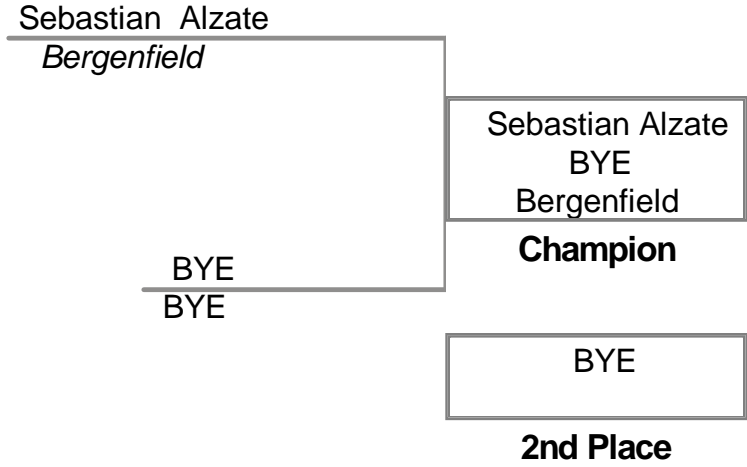 Sebastian Alzate
Bergenfield
Sebastian Alzate
BYE
Bergenfield
Champion
BYE
BYE
BYE
2nd Place